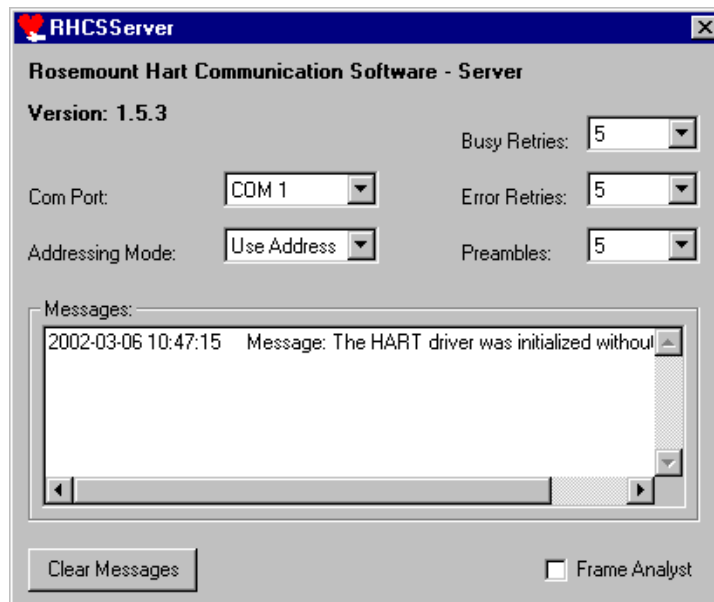 RHCSServer
Rosemount Hart Communication Software - Server
Version: 1.5.3
Busy Retries: 5
Com Port: COM 1
Error Retries: 5
Addressing Mode: Use Address
Preambles: 5
Messages:
2002-03-06 10:47:15 Message: The HART driver was initialized without
Clear Messages
Frame Analyst